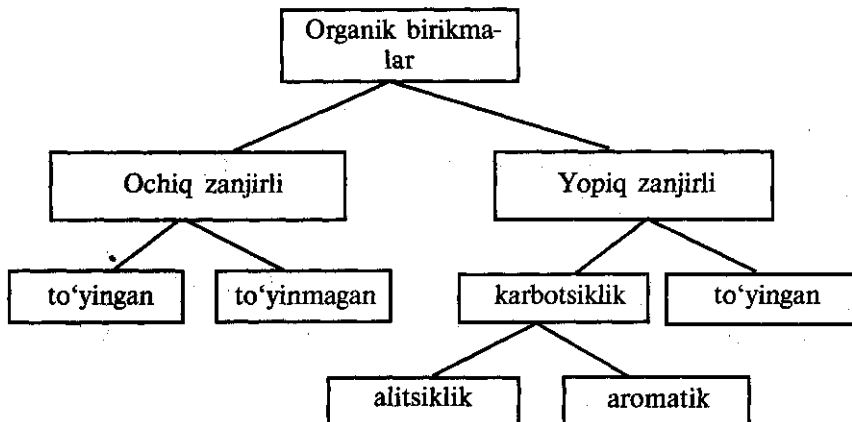 Organik birikma-
lar
Ochiq zanjirli
Yopiq zanjirli
to‘yingan
to‘yinmagan
karbotsiklik
to‘yingan
alitsiklik
aromatik